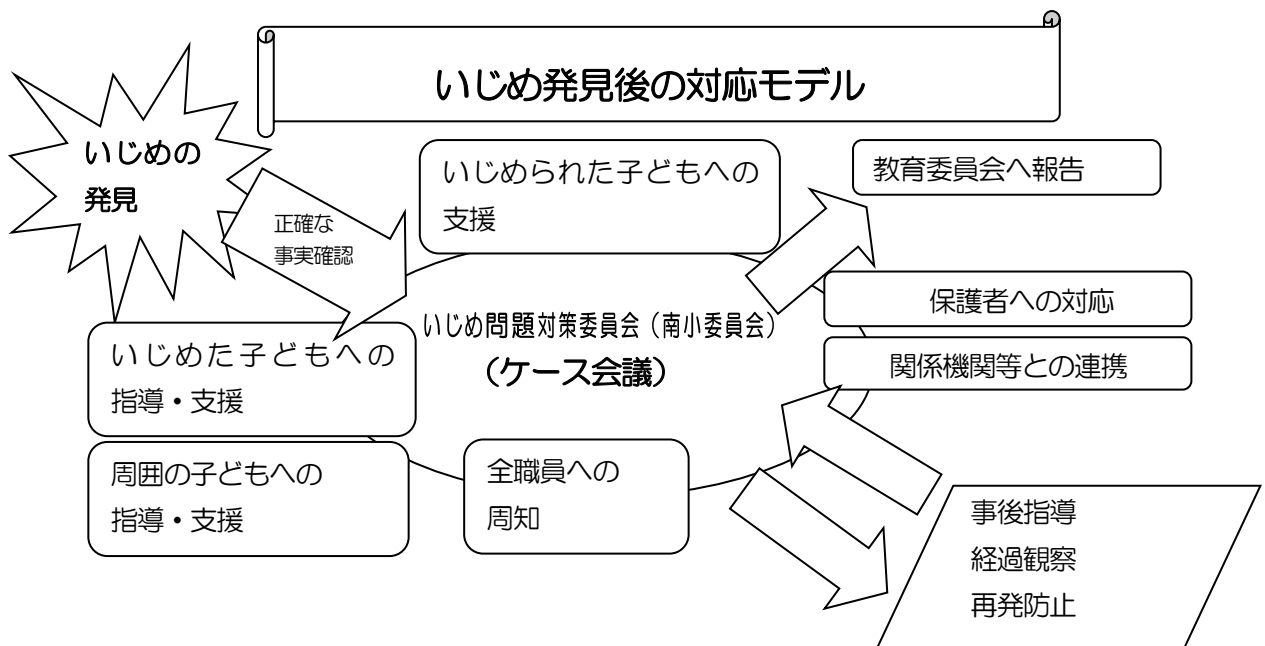 いじめ発見後の対応モデル
いじめの
発見
正確な
事実確認
いじめられた子どもへの
支援
教育委員会へ報告
保護者への対応
関係機関等との連携
いじめ問題対策委員会（南小委員会）
（ケース会議）
いじめた子どもへの
指導・支援
周囲の子どもへの
指導・支援
全職員への
周知
事後指導
経過観察
再発防止